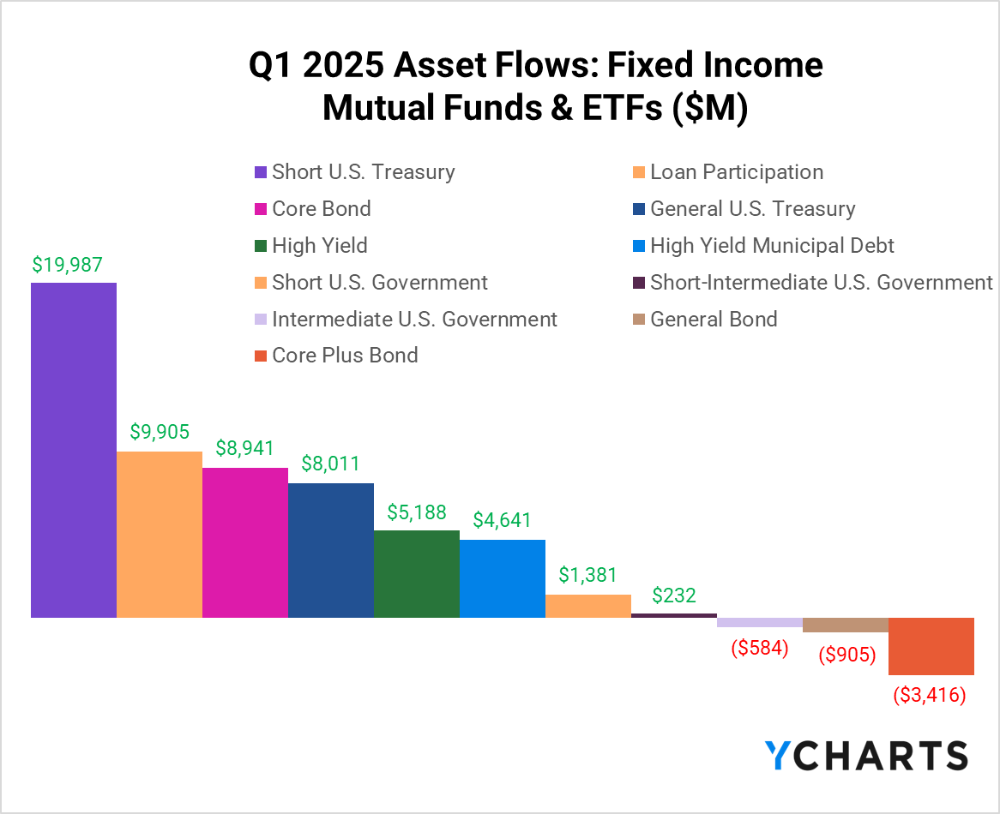 Q1 2025 Asset Flows: Fixed Income
Mutual Funds & ETFs ($M)
Short U.S. Treasury
Loan Participation
Core Bond
General U.S. Treasury
High Yield
High Yield Municipal Debt
Short U.S. Government
Short-Intermediate U.S. Government
Intermediate U.S. Government
General Bond
Core Plus Bond
$19,987
$9,905
$8,941
$8,011
$5,188
$4,641
$1,381
$232
($584)
($905)
($3,416)
YCHARTS